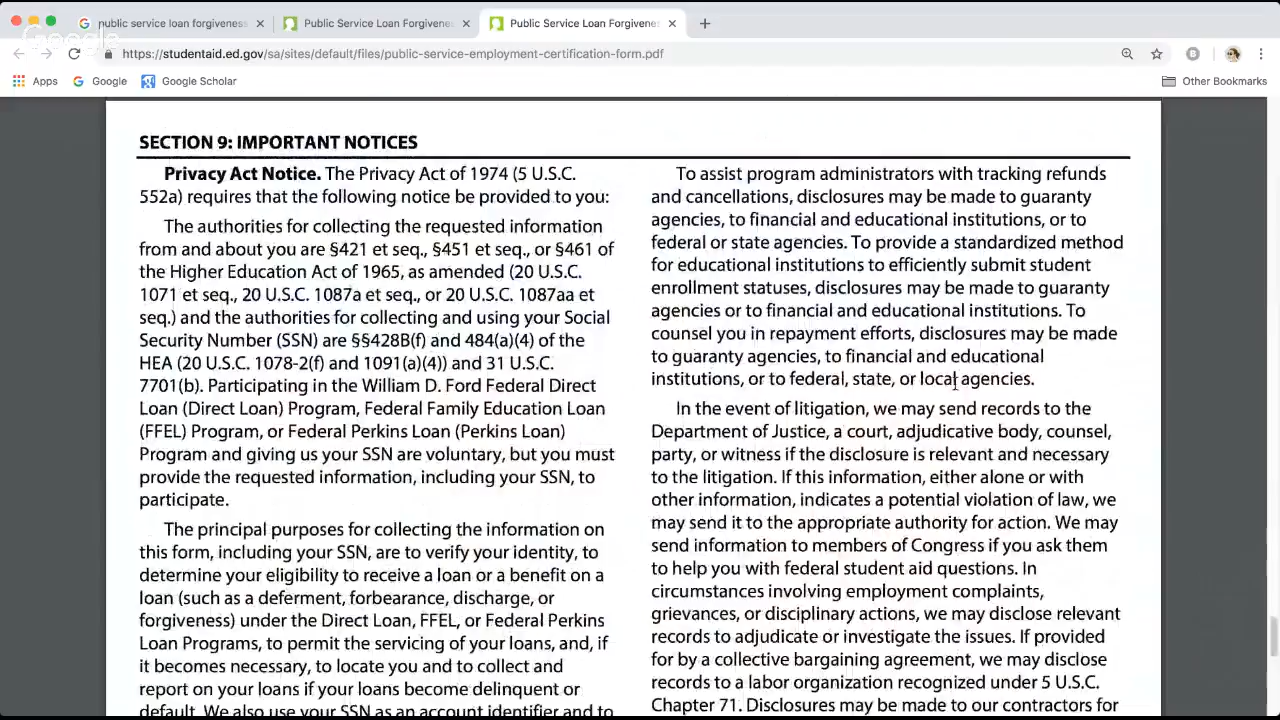 public service loan forgiveness
Public Service Loan Forgivene
Public Service Loan Forgivene
Google
https://studentaid.ed.gov/sa/sites/default/files/public-service-employment-certification-form.pdf
B
Apps
Google
Google Scholar
Other Bookmarks
SECTION 9: IMPORTANT NOTICES
Privacy Act Notice. The Privacy Act of 1974 (5 U.S.C.
552a) requires that the following notice be provided to you:
The authorities for collecting the requested information
from and about you are §421 et seq., §451 et seq., or §461 of
the Higher Education Act of 1965, as amended (20 U.S.C.
1071 et seq., 20 U.S.C. 1087a et seq., or 20 U.S.C. 1087aa et
seq.) and the authorities for collecting and using your Social
Security Number (SSN) are §§428B(f) and 484(a)(4) of the
HEA (20 U.S.C. 1078-2(f) and 1091(a)(4)) and 31 U.S.C.
7701(b). Participating in the William D. Ford Federal Direct
Loan (Direct Loan) Program, Federal Family Education Loan
(FFEL) Program, or Federal Perkins Loan (Perkins Loan)
Program and giving us your SSN are voluntary, but you must
provide the requested information, including your SSN, to
participate.
The principal purposes for collecting the information on
this form, including your SSN, are to verify your identity, to
determine your eligibility to receive a loan or a benefit on a
loan (such as a deferment, forbearance, discharge, or
forgiveness) under the Direct Loan, FFEL, or Federal Perkins
Loan Programs, to permit the servicing of your loans, and, if
it becomes necessary, to locate you and to collect and
report on your loans if your loans become delinquent or
default. We also use your SSN as an account identifier and to
To assist program administrators with tracking refunds
and cancellations, disclosures may be made to guaranty
agencies, to financial and educational institutions, or to
federal or state agencies. To provide a standardized method
for educational institutions to efficiently submit student
enrollment statuses, disclosures may be made to guaranty
agencies or to financial and educational institutions. To
counsel you in repayment efforts, disclosures may be made
to guaranty agencies, to financial and educational
institutions, or to federal, state, or local agencies.
In the event of litigation, we may send records to the
Department of Justice, a court, adjudicative body, counsel,
party, or witness if the disclosure is relevant and necessary
to the litigation. If this information, either alone or with
other information, indicates a potential violation of law, we
may send it to the appropriate authority for action. We may
send information to members of Congress if you ask them
to help you with federal student aid questions. In
circumstances involving employment complaints,
grievances, or disciplinary actions, we may disclose relevant
records to adjudicate or investigate the issues. If provided
for by a collective bargaining agreement, we may disclose
records to a labor organization recognized under 5 U.S.C.
Chapter 71. Disclosures may be made to our contractors for